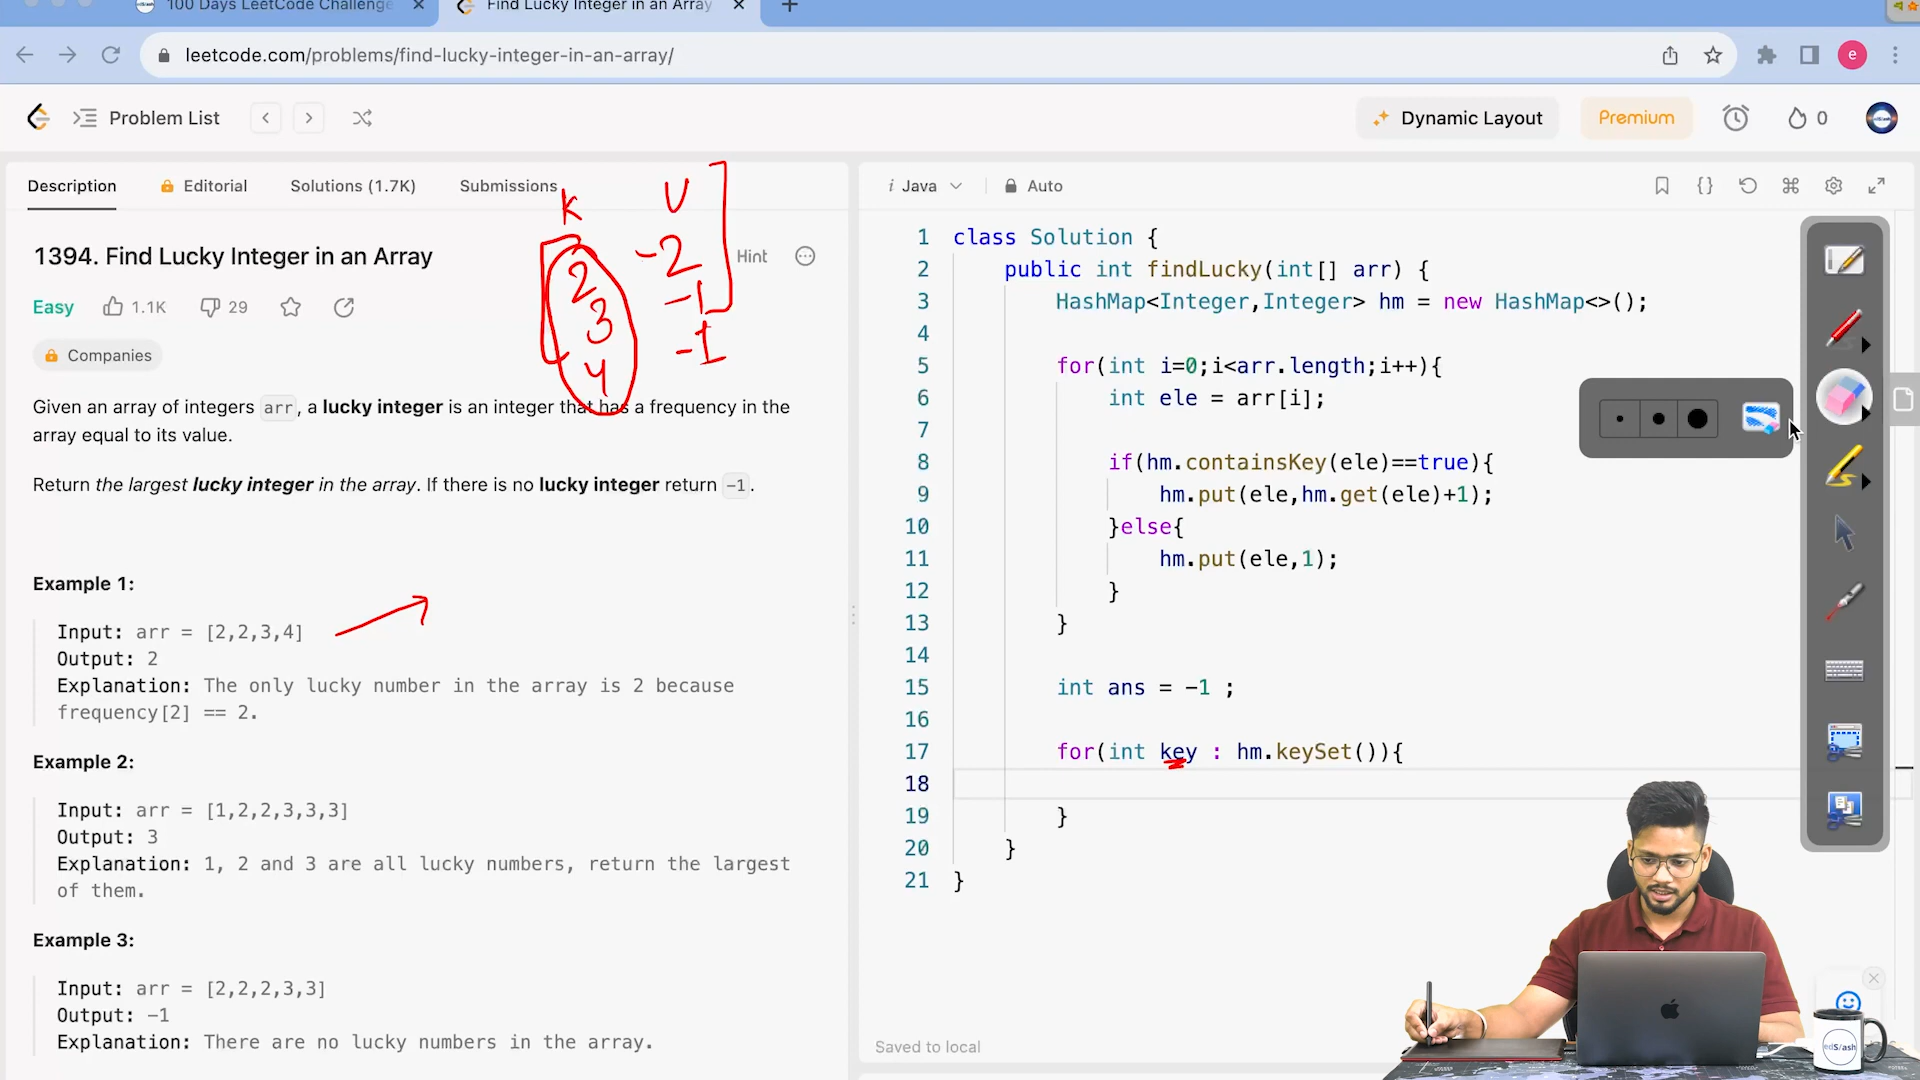 100 Days LeetCode Challenge
Find Lucky Integer in an Array
leetcode.com/problems/find-lucky-integer-in-an-array/
e
Problem List
Dynamic Layout
Premium
0
Description
Editorial
Solutions (1.7K)
Submissions
K V
2 -2
3 -1
4 -1
1394. Find Lucky Integer in an Array
Hint
Easy
1.1K
29
Companies
Given an array of integers arr, a lucky integer is an integer that has a frequency in the
array equal to its value.
Return the largest lucky integer in the array. If there is no lucky integer return -1.
Example 1:
Input: arr = [2,2,3,4]
Output: 2
Explanation: The only lucky number in the array is 2 because
frequency[2] == 2.
Example 2:
Input: arr = [1,2,2,3,3,3]
Output: 3
Explanation: 1, 2 and 3 are all lucky numbers, return the largest
of them.
Example 3:
Input: arr = [2,2,2,3,3]
Output: -1
Explanation: There are no lucky numbers in the array.
i Java
Auto
1 class Solution {
2 public int findLucky(int[] arr) {
3 HashMap<Integer,Integer> hm = new HashMap<>();
4
5 for(int i=0;i<arr.length;i++){
6 int ele = arr[i];
7
8 if(hm.containsKey(ele)==true){
9 hm.put(ele,hm.get(ele)+1);
10 }else{
11 hm.put(ele,1);
12 }
13 }
14
15 int ans = -1 ;
16
17 for(int key : hm.keySet()){
18
19 }
20 }
21 }
Saved to local
edSlash